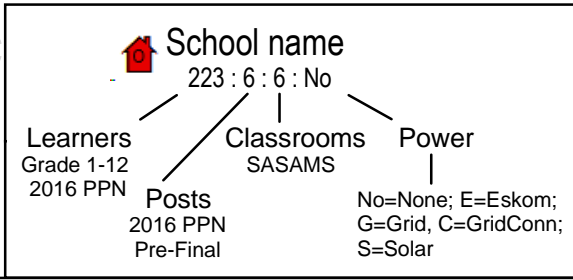 School name
223 : 6 : 6 : No
Learners
Grade 1-12
2016 PPN
Posts
2016 PPN
Pre-Final
Classrooms
SASAMS
Power
No=None; E=Eskom;
G=Grid, C=GridConn;
S=Solar